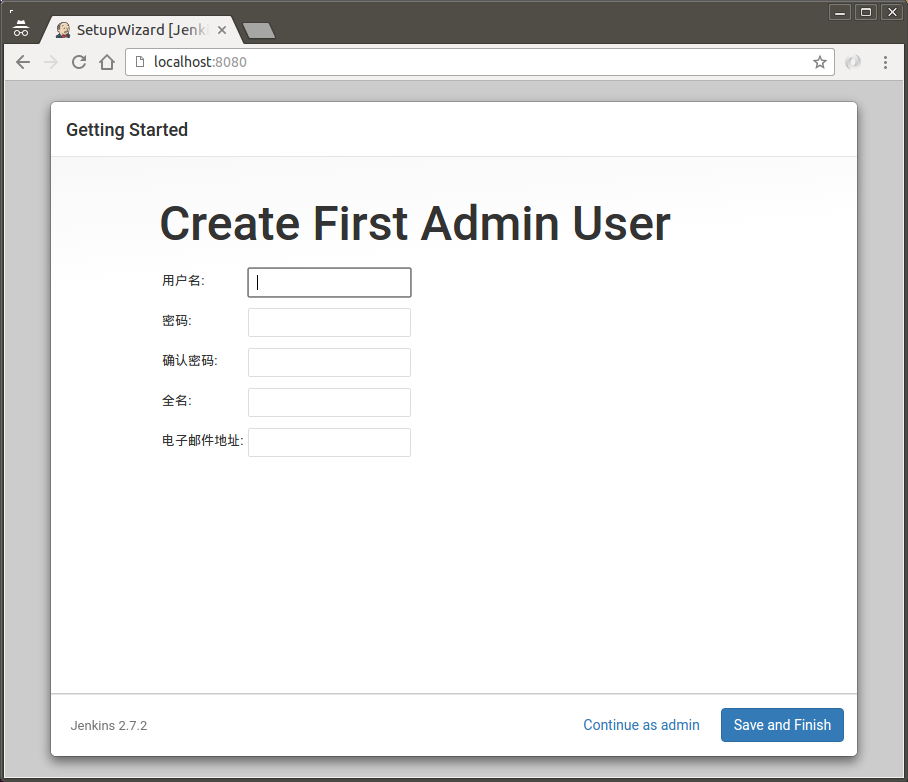 SetupWizard [Jenk
localhost:8080
Getting Started
Create First Admin User
用户名:
密码:
确认密码:
全名:
电子邮件地址:
Jenkins 2.7.2
Continue as admin
Save and Finish